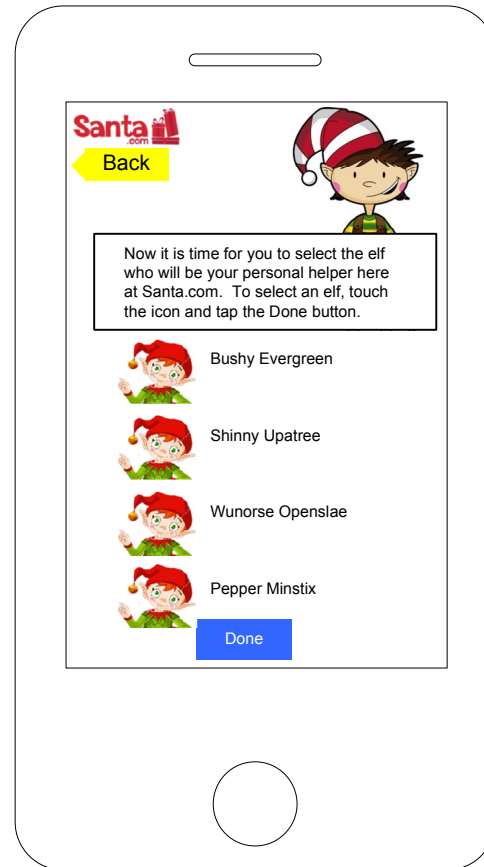 Santa
.com
Back
Now it is time for you to select the elf
who will be your personal helper here
at Santa.com.  To select an elf, touch
the icon and tap the Done button.
Bushy Evergreen
Shinny Upatree
Wunorse Openslae
Pepper Minstix
Done